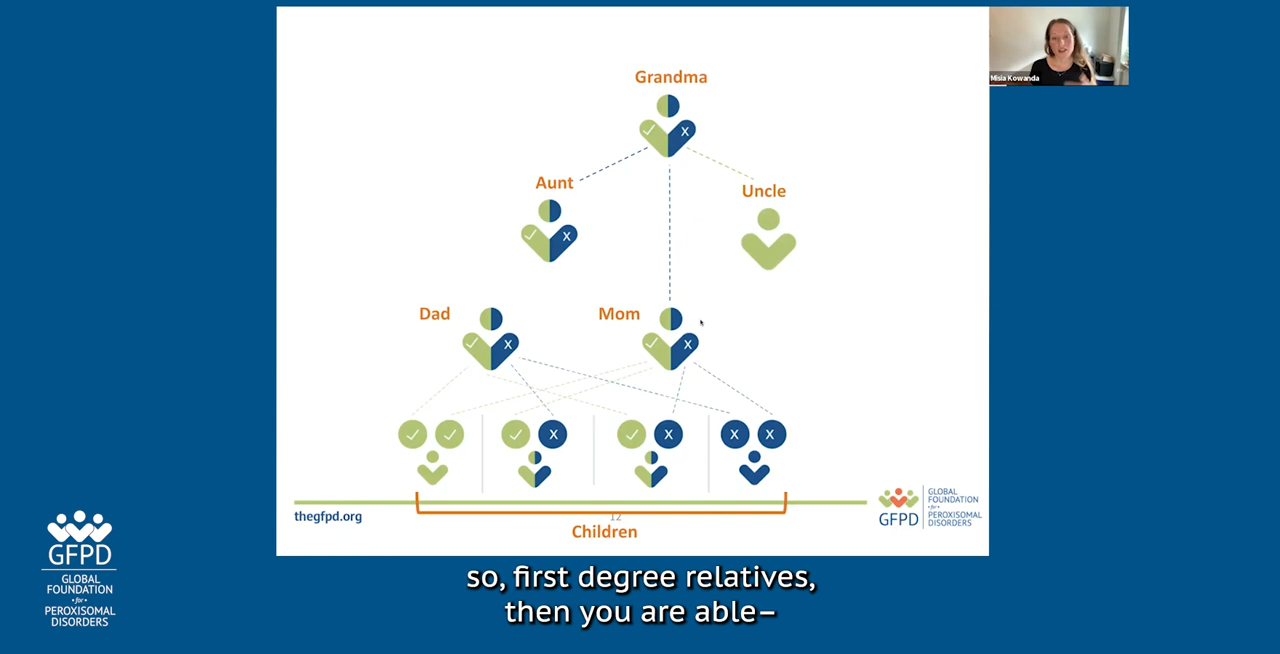 Grandma
✓ X
Misia Kowanda
Aunt
Uncle
✓ X
Dad
Mom
✓ X
✓ X
✓ ✓ ✓ X ✓ X X X
thegfpd.org
12
Children
GFPD
GLOBAL
FOUNDATION
for
PEROXISOMAL
DISORDERS
GFPD
GLOBAL
FOUNDATION
for
PEROXISOMAL
DISORDERS
so, first degree relatives,
then you are able–